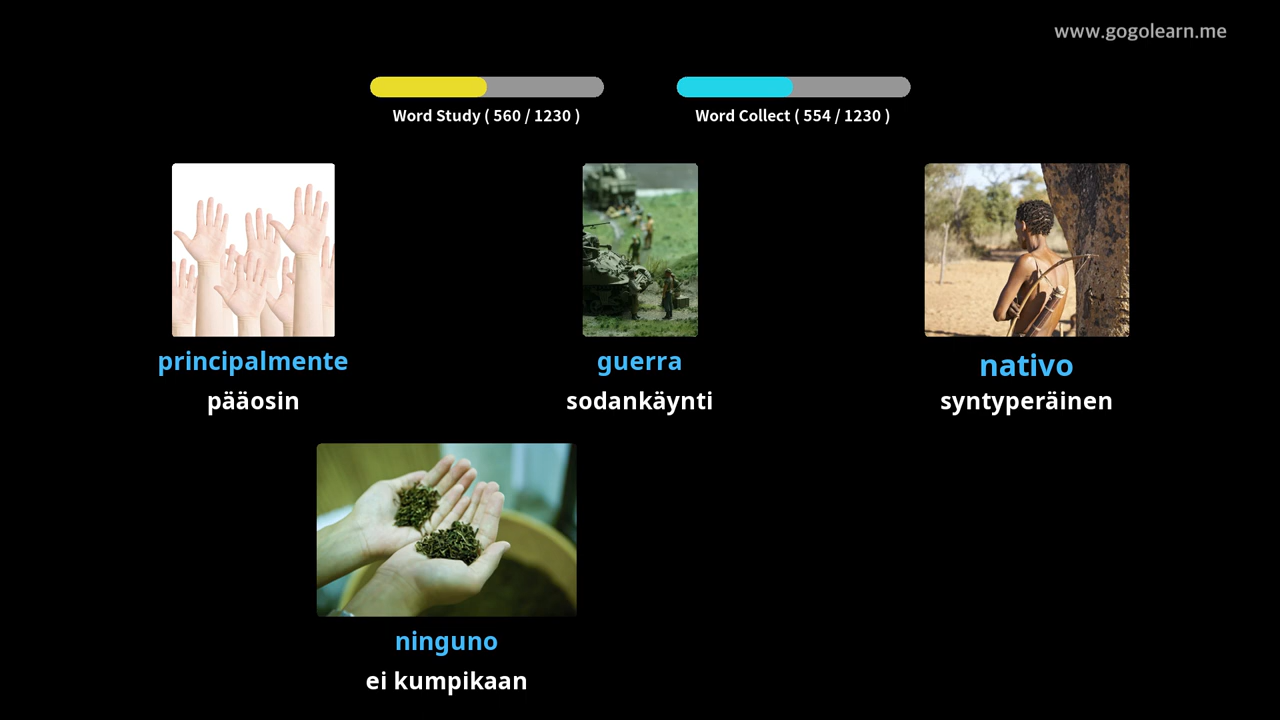 www.gogolearn.me
Word Study ( 560 / 1230 )
Word Collect ( 554 / 1230 )
principalmente
pääosin
guerra
sodankäynti
nativo
syntyperäinen
ninguno
ei kumpikaan